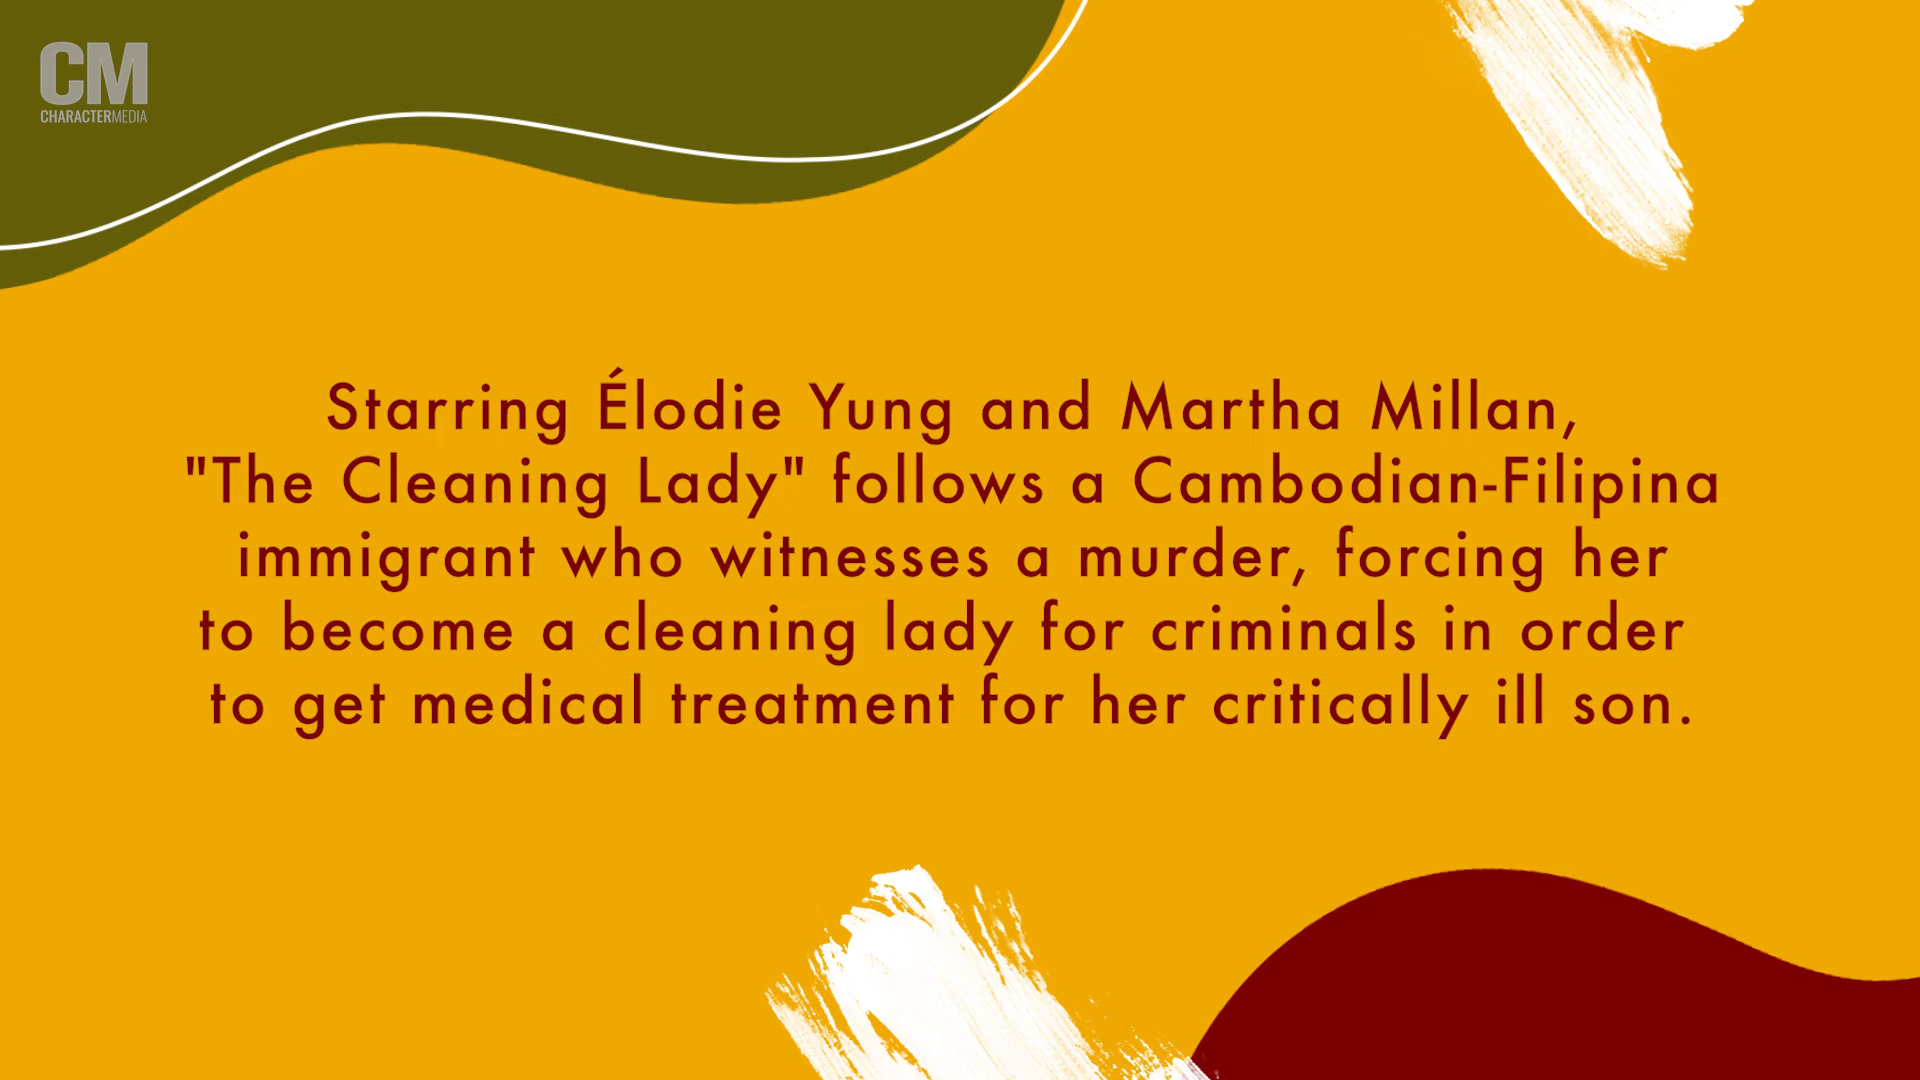 CM
CHARACTERMEDIA
Starring Élodie Yung and Martha Millan,
"The Cleaning Lady" follows a Cambodian-Filipina
immigrant who witnesses a murder, forcing her
to become a cleaning lady for criminals in order
to get medical treatment for her critically ill son.